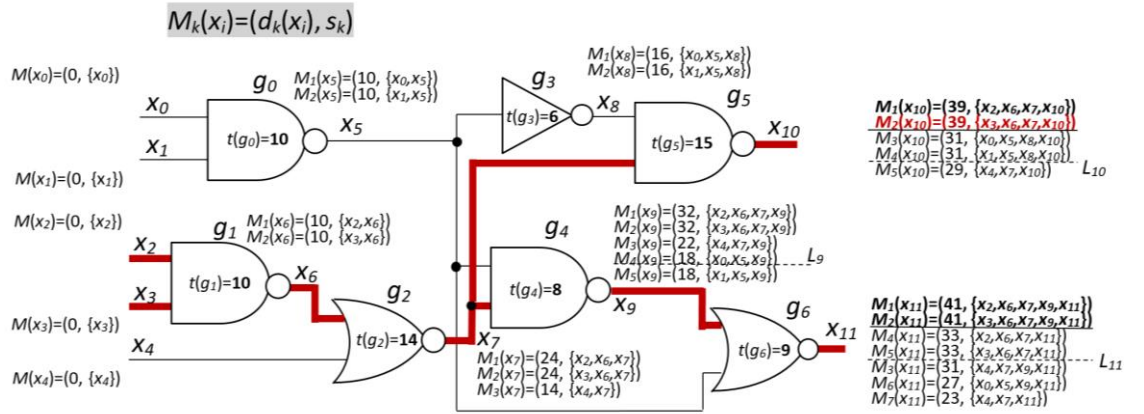 Mₖ(xᵢ)=(dₖ(xᵢ), sₖ)
M(x₀)=(0, {x₀})
g₀
M₁(x₅)=(10, {x₀,x₅})
M₂(x₅)=(10, {x₁,x₅})
x₀
x₁
t(g₀)=10
x₅
M(x₁)=(0, {x₁})
g₃
M₁(x₈)=(16, {x₀,x₅,x₈})
M₂(x₈)=(16, {x₁,x₅,x₈})
t(g₃)=6
x₈
g₅
t(g₅)=15
x₁₀
M₁(x₁₀)=(39, {x₂,x₆,x₇,x₁₀})
M₂(x₁₀)=(39, {x₃,x₆,x₇,x₁₀})
M₃(x₁₀)=(31, {x₀,x₅,x₈,x₁₀})
M₄(x₁₀)=(31, {x₁,x₅,x₈,x₁₀})
M₅(x₁₀)=(29, {x₄,x₇,x₁₀})
L₁₀
M(x₂)=(0, {x₂})
g₁
M₁(x₆)=(10, {x₂,x₆})
M₂(x₆)=(10, {x₃,x₆})
x₂
x₃
t(g₁)=10
x₆
M(x₃)=(0, {x₃})
x₄
M(x₄)=(0, {x₄})
g₂
t(g₂)=14
x₇
M₁(x₇)=(24, {x₂,x₆,x₇})
M₂(x₇)=(24, {x₃,x₆,x₇})
M₃(x₇)=(14, {x₄,x₇})
g₄
t(g₄)=8
x₉
M₁(x₉)=(32, {x₂,x₆,x₇,x₉})
M₂(x₉)=(32, {x₃,x₆,x₇,x₉})
M₃(x₉)=(22, {x₄,x₇,x₉})
M₄(x₉)=(18, {x₀,x₅,x₉})
M₅(x₉)=(18, {x₁,x₅,x₉})
L₉
g₆
t(g₆)=9
x₁₁
M₁(x₁₁)=(41, {x₂,x₆,x₇,x₉,x₁₁})
M₂(x₁₁)=(41, {x₃,x₆,x₇,x₉,x₁₁})
M₄(x₁₁)=(33, {x₂,x₆,x₇,x₁₁})
M₅(x₁₁)=(33, {x₃,x₆,x₇,x₁₁})
M₃(x₁₁)=(31, {x₄,x₇,x₉,x₁₁})
M₆(x₁₁)=(27, {x₀,x₅,x₉,x₁₁})
M₇(x₁₁)=(23, {x₄,x₇,x₁₁})
L₁₁